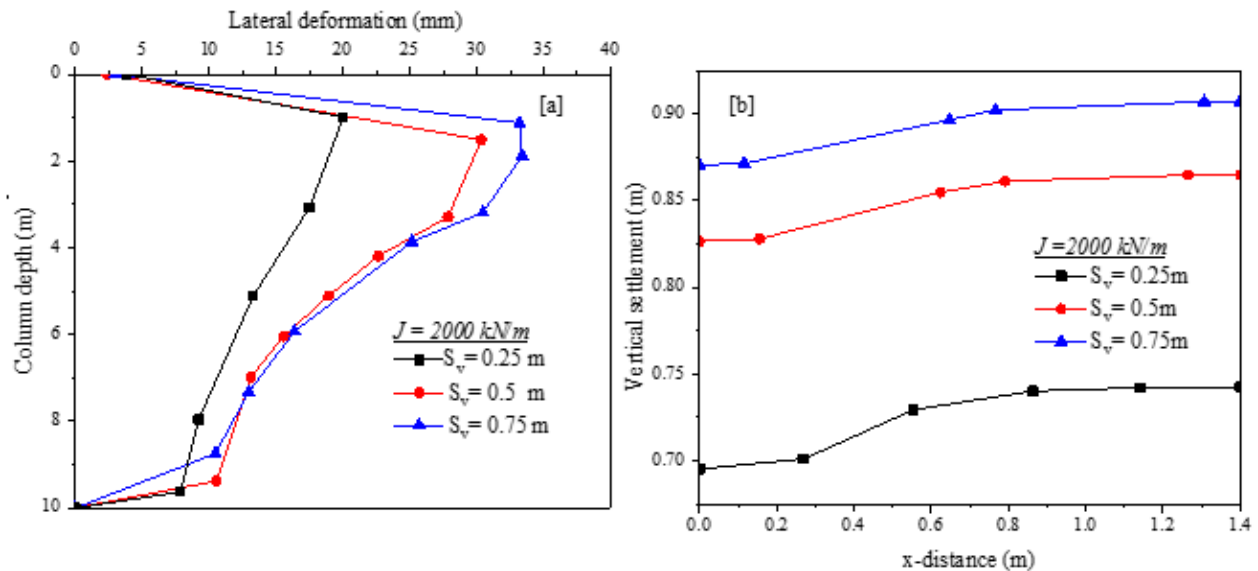 Lateral deformation (mm)
0 5 10 15 20 25 30 35 40
[a]
0
2
4
6
8
10
Column depth (m)
J = 2000 kN/m
Sᵥ= 0.25 m
Sᵥ= 0.5 m
Sᵥ= 0.75 m
[b]
0.90
0.85
0.80
0.75
0.70
Vertical settlement (m)
J =2000 kN/m
Sᵥ= 0.25m
Sᵥ= 0.5m
Sᵥ= 0.75m
0.0 0.2 0.4 0.6 0.8 1.0 1.2 1.4
x-distance (m)